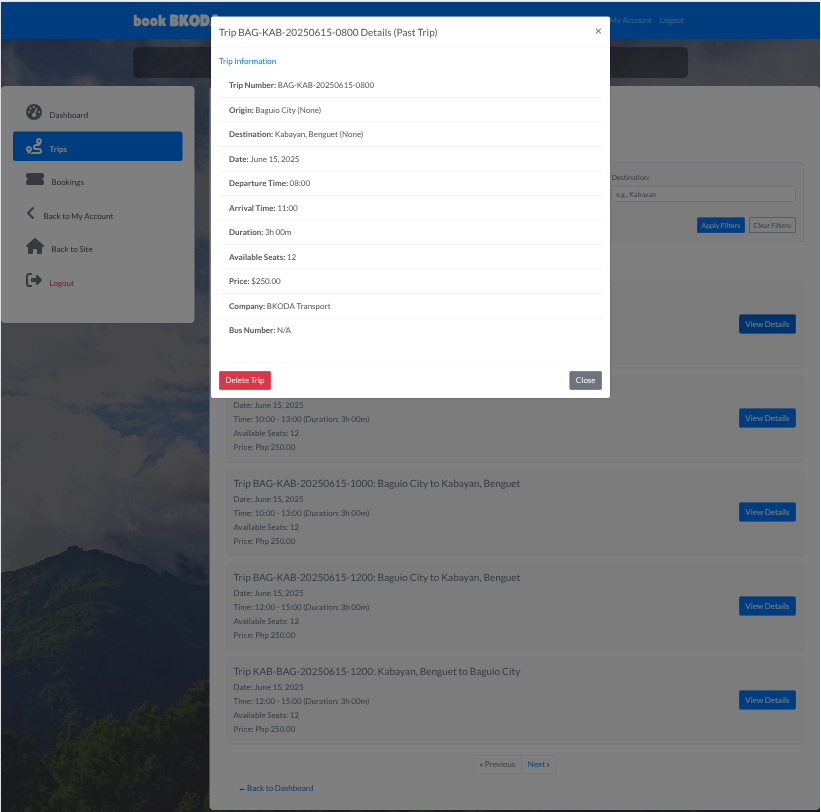 book BKODA
My Account
Logout
Trip BAG-KAB-20250615-0800 Details (Past Trip)
×
Trip Information
Trip Number: BAG-KAB-20250615-0800
Origin: Baguio City (None)
Destination: Kabayan, Benguet (None)
Date: June 15, 2025
Departure Time: 08:00
Arrival Time: 11:00
Duration: 3h 00m
Available Seats: 12
Price: $250.00
Company: BKODA Transport
Bus Number: N/A
Delete Trip
Close
Dashboard
Trips
Bookings
Back to My Account
Back to Site
Logout
Destination:
e.g., Kabayan
Apply Filters
Clear Filters
View Details
Date: June 15, 2025
Time: 10:00 - 13:00 (Duration: 3h 00m)
Available Seats: 12
Price: Php 250.00
View Details
Trip BAG-KAB-20250615-1000: Baguio City to Kabayan, Benguet
Date: June 15, 2025
Time: 10:00 - 13:00 (Duration: 3h 00m)
Available Seats: 12
Price: Php 250.00
View Details
Trip BAG-KAB-20250615-1200: Baguio City to Kabayan, Benguet
Date: June 15, 2025
Time: 12:00 - 15:00 (Duration: 3h 00m)
Available Seats: 12
Price: Php 250.00
View Details
Trip KAB-BAG-20250615-1200: Kabayan, Benguet to Baguio City
Date: June 15, 2025
Time: 12:00 - 15:00 (Duration: 3h 00m)
Available Seats: 12
Price: Php 250.00
View Details
« Previous
Next »
← Back to Dashboard